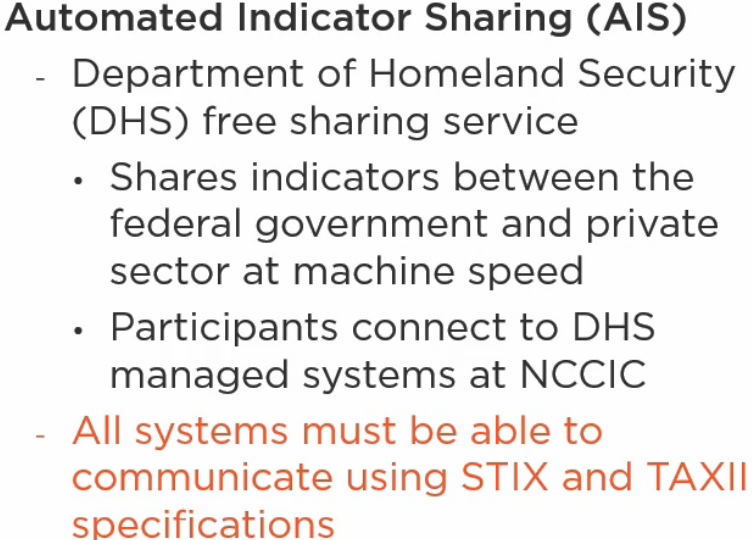 Automated Indicator Sharing (AIS)
- Department of Homeland Security
(DHS) free sharing service
• Shares indicators between the
federal government and private
sector at machine speed
• Participants connect to DHS
managed systems at NCCIC
- All systems must be able to
communicate using STIX and TAXII
specifications